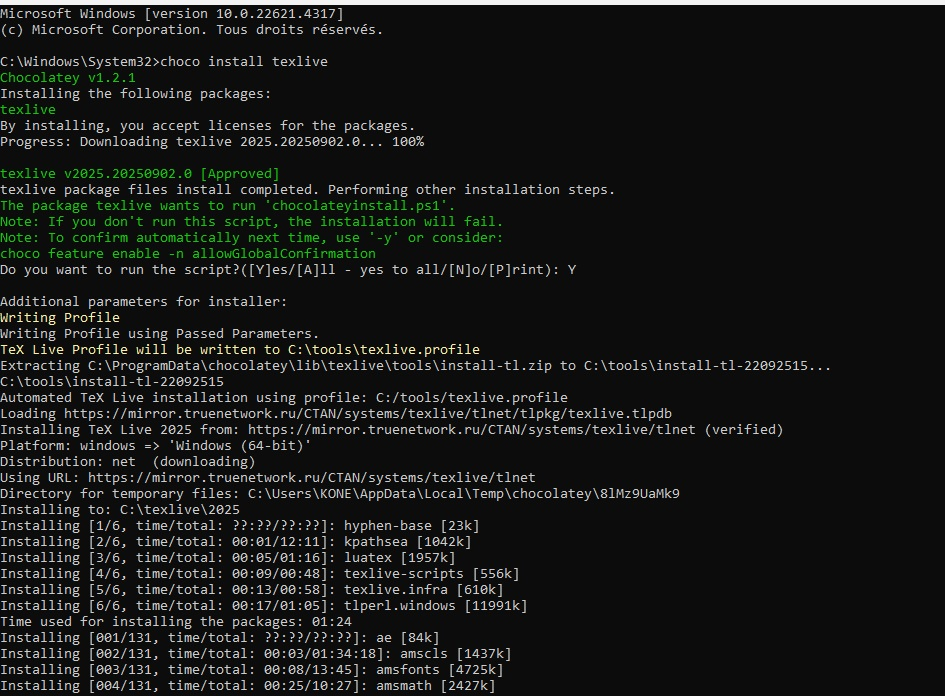 Microsoft Windows [version 10.0.22621.4317]
(c) Microsoft Corporation. Tous droits réservés.
C:\Windows\System32>choco install texlive
Chocolatey v1.2.1
Installing the following packages:
texlive
By installing, you accept licenses for the packages.
Progress: Downloading texlive 2025.20250902.0... 100%
texlive v2025.20250902.0 [Approved]
texlive package files install completed. Performing other installation steps.
The package texlive wants to run 'chocolateyinstall.ps1'.
Note: If you don't run this script, the installation will fail.
Note: To confirm automatically next time, use '-y' or consider:
choco feature enable -n allowGlobalConfirmation
Do you want to run the script?([Y]es/[A]ll - yes to all/[N]o/[P]rint): Y
Additional parameters for installer:
Writing Profile
Writing Profile using Passed Parameters.
TeX Live Profile will be written to C:\tools\texlive.profile
Extracting C:\ProgramData\chocolatey\lib\texlive\tools\install-tl.zip to C:\tools\install-tl-22092515...
C:\tools\install-tl-22092515
Automated TeX Live installation using profile: C:/tools/texlive.profile
Loading https://mirror.truenetwork.ru/CTAN/systems/texlive/tlnet/tlpkg/texlive.tlpdb
Installing TeX Live 2025 from: https://mirror.truenetwork.ru/CTAN/systems/texlive/tlnet (verified)
Platform: windows => 'Windows (64-bit)'
Distribution: net  (downloading)
Using URL: https://mirror.truenetwork.ru/CTAN/systems/texlive/tlnet
Directory for temporary files: C:\Users\KONE\AppData\Local\Temp\chocolatey\8lMz9UaMk9
Installing to: C:\texlive\2025
Installing [1/6, time/total: ??:??/??:??]: hyphen-base [23k]
Installing [2/6, time/total: 00:01/12:11]: kpathsea [1042k]
Installing [3/6, time/total: 00:05/01:16]: luatex [1957k]
Installing [4/6, time/total: 00:09/00:48]: texlive-scripts [556k]
Installing [5/6, time/total: 00:13/00:58]: texlive.infra [610k]
Installing [6/6, time/total: 00:17/01:05]: tlperl.windows [11991k]
Time used for installing the packages: 01:24
Installing [001/131, time/total: ??:??/??:??]: ae [84k]
Installing [002/131, time/total: 00:03/01:34:18]: amscls [1437k]
Installing [003/131, time/total: 00:08/13:45]: amsfonts [4725k]
Installing [004/131, time/total: 00:25/10:27]: amsmath [2427k]